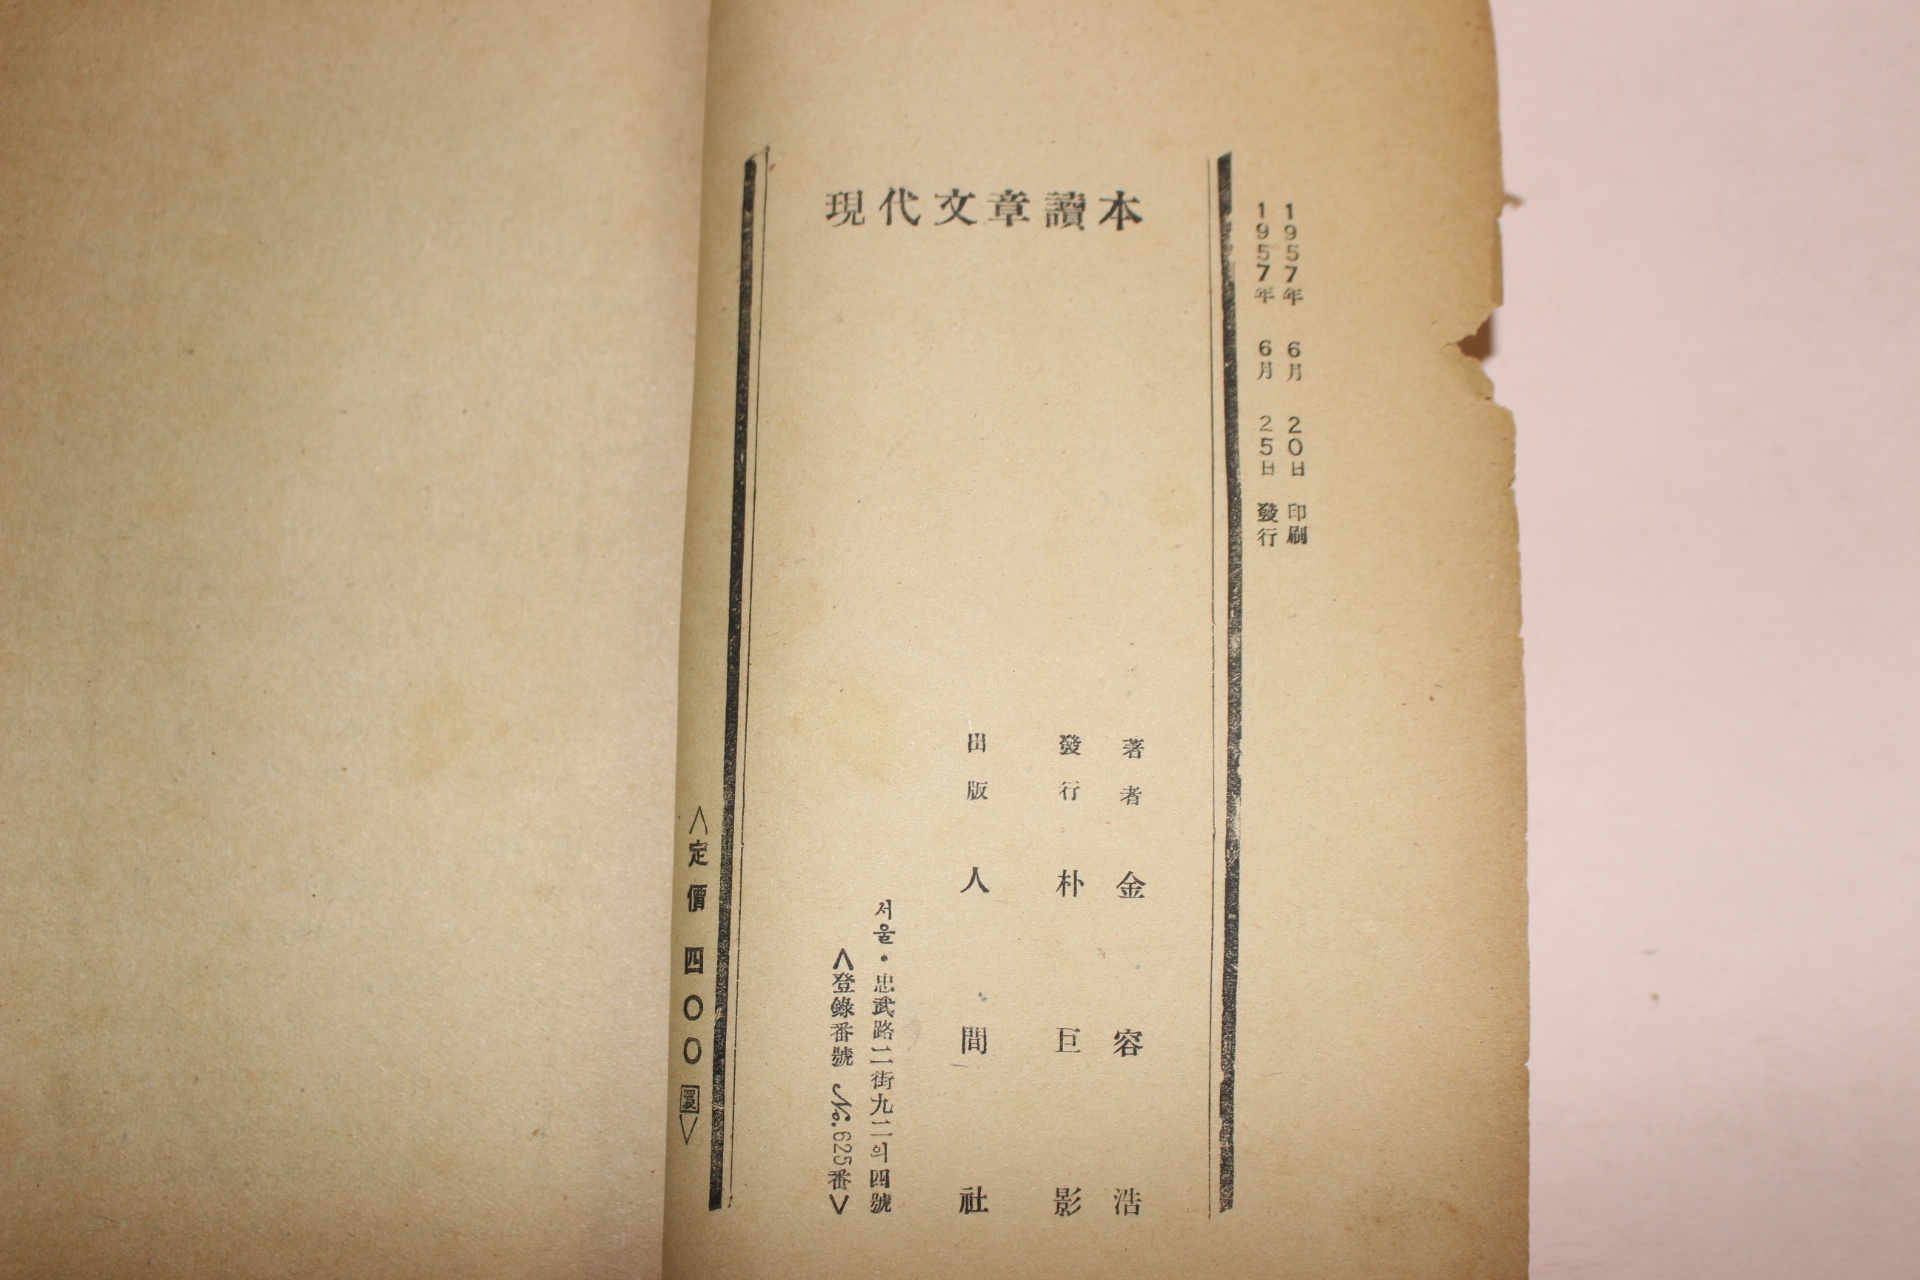 1957年 6月 20日 印刷
1957年 6月 25日 發行
現代文章讀本
著者 金容浩
發行 朴巨影
出版 人間社
서울·忠武路二街九二의四號
<登錄番號 No.625番>
<定價 四〇〇圜>